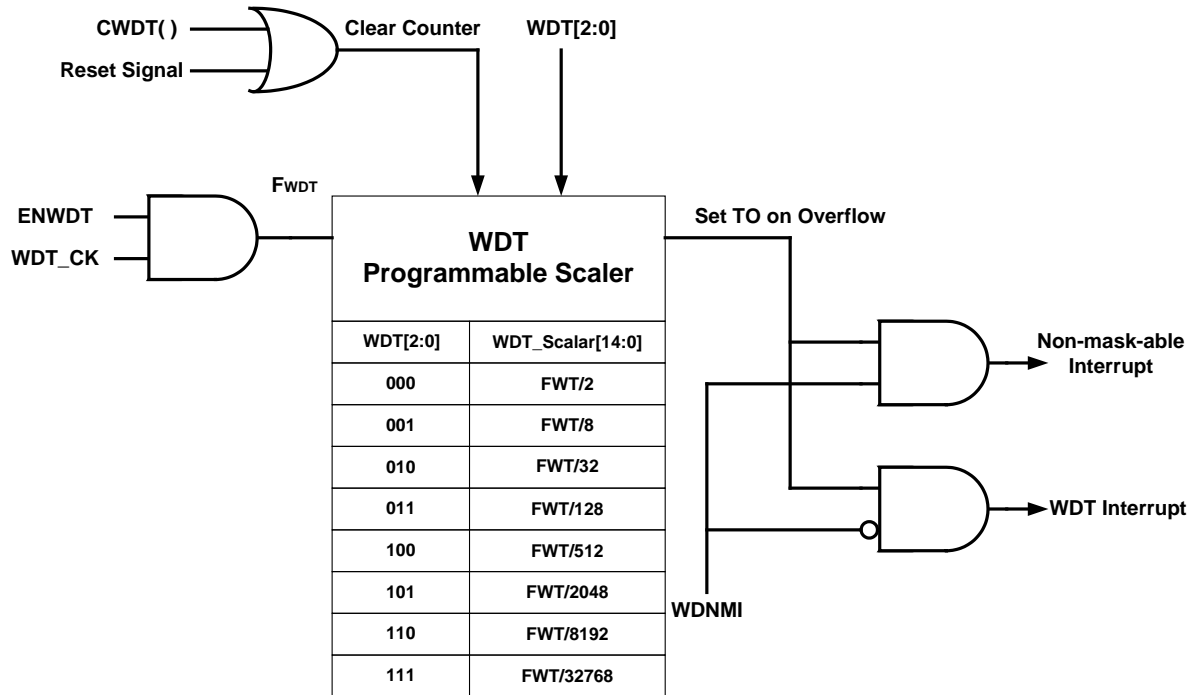 CWDT( )
Clear Counter
WDT[2:0]
Reset Signal
FWDT
ENWDT
WDT_CK
WDT
Programmable Scaler
Set TO on Overflow
WDT[2:0] WDT_Scalar[14:0]
000 FWT/2
001 FWT/8
010 FWT/32
011 FWT/128
100 FWT/512
101 FWT/2048
110 FWT/8192
111 FWT/32768
Non-mask-able
Interrupt
WDT Interrupt
WDNMI